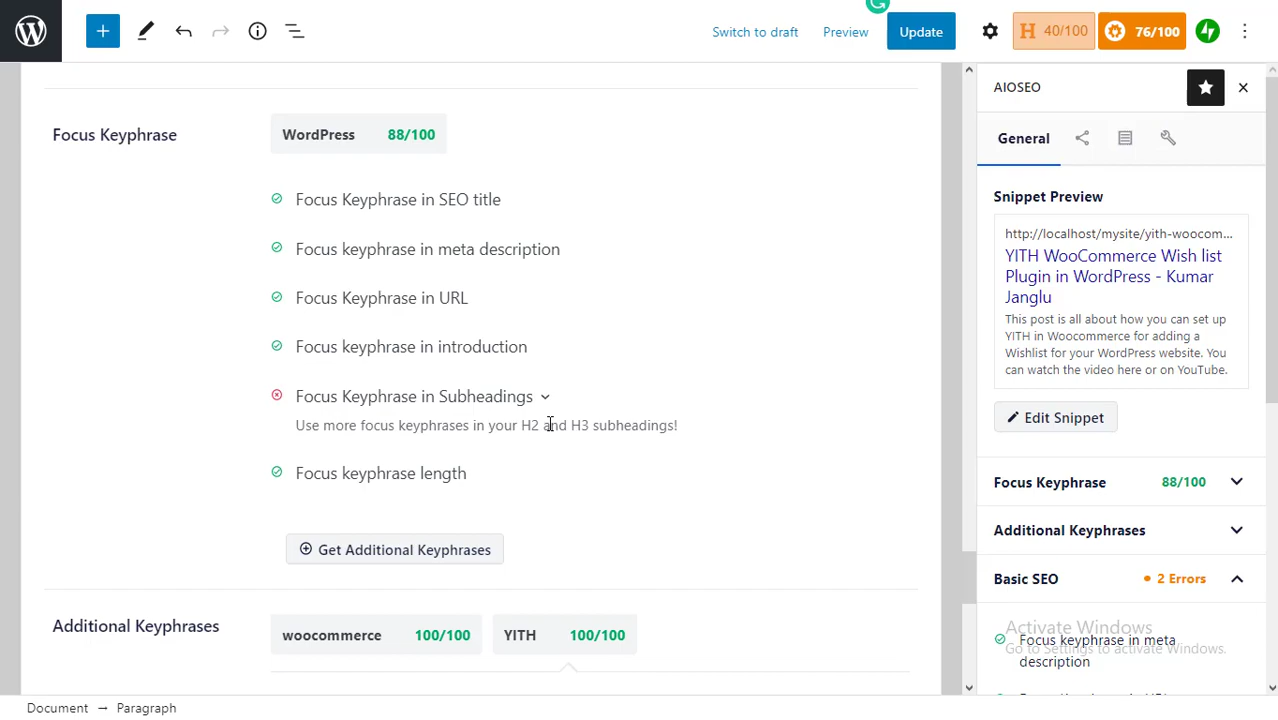 Switch to draft
Preview
Update
H 40/100
76/100
Focus Keyphrase
WordPress 88/100
Focus Keyphrase in SEO title
Focus keyphrase in meta description
Focus Keyphrase in URL
Focus keyphrase in introduction
Focus Keyphrase in Subheadings
Use more focus keyphrases in your H2 and H3 subheadings!
Focus keyphrase length
Get Additional Keyphrases
Additional Keyphrases
woocommerce 100/100
YITH 100/100
Document → Paragraph
AIOSEO
General
Snippet Preview
http://localhost/mysite/yith-woocom...
YITH WooCommerce Wish list
Plugin in WordPress - Kumar
Janglu
This post is all about how you can set up
YITH in Woocommerce for adding a
Wishlist for your WordPress website. You
can watch the video here or on YouTube.
Edit Snippet
Focus Keyphrase 88/100
Additional Keyphrases
Basic SEO • 2 Errors
Activate Windows
Go to Settings to activate Windows.
Focus keyphrase in meta
description